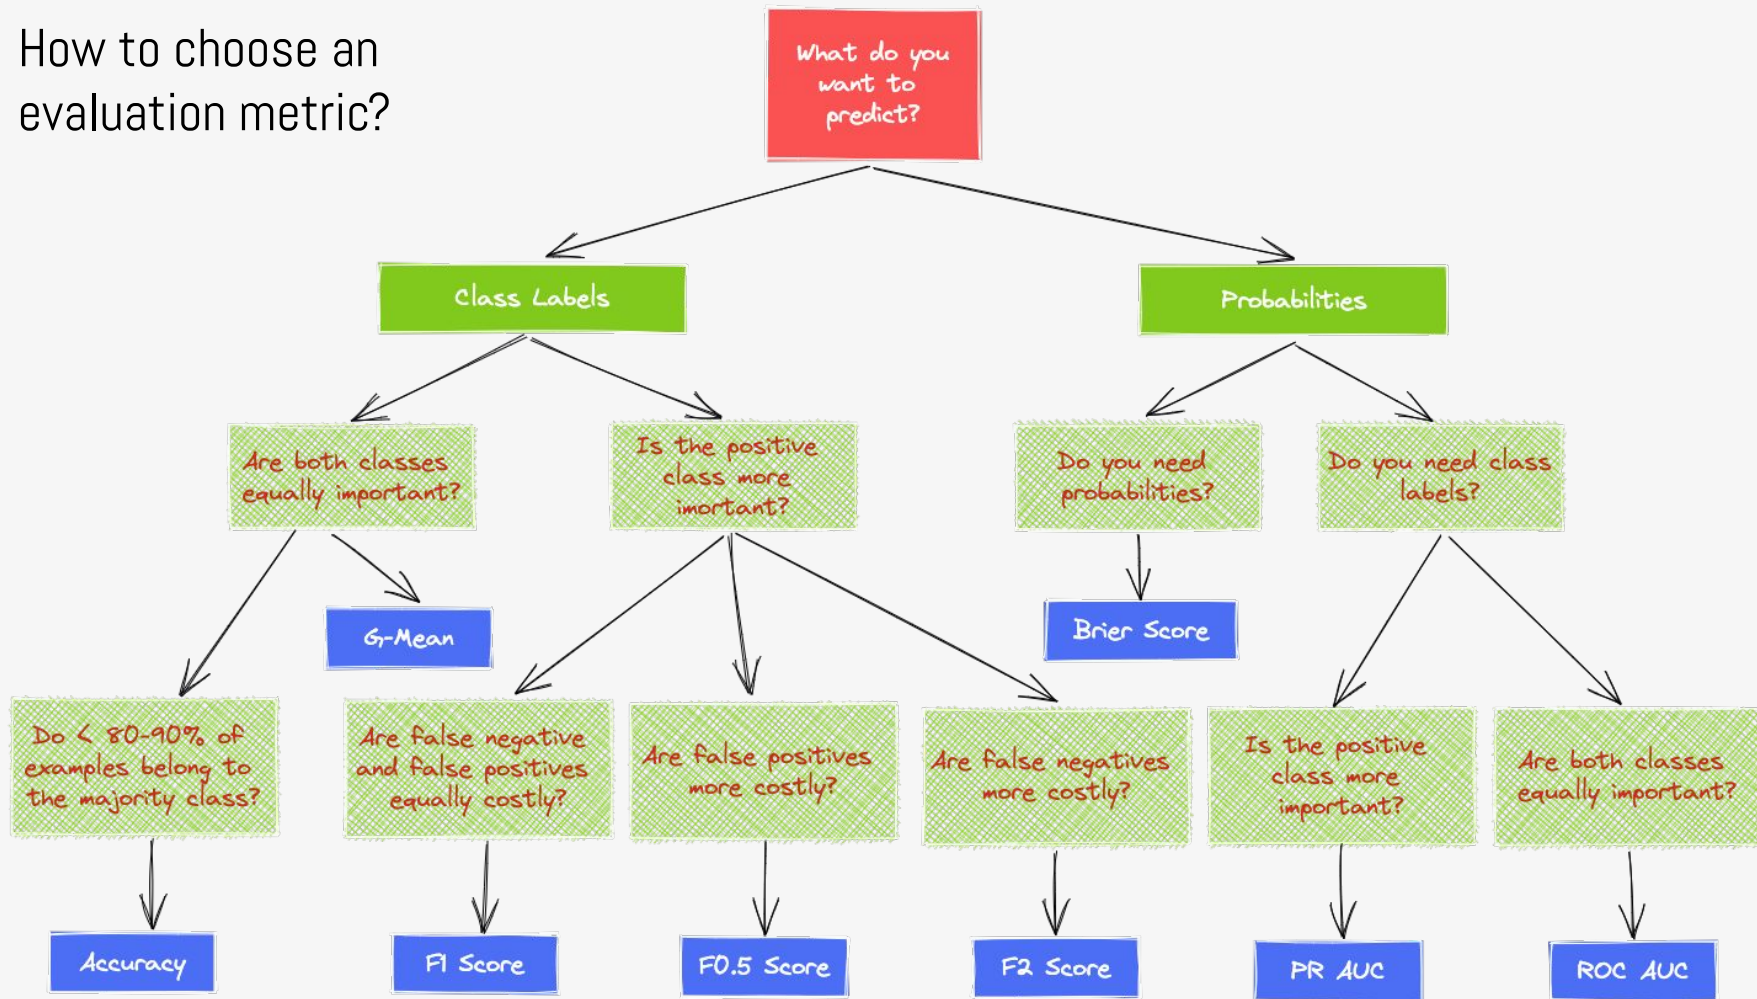 How to choose an
evaluation metric?
What do you
want to
predict?
Class Labels
Probabilities
Are both classes
equally important?
Is the positive
class more
imortant?
Do you need
probabilities?
Do you need class
labels?
G-Mean
Brier Score
Do < 80-90% of
examples belong to
the majority class?
Are false negative
and false positives
equally costly?
Are false positives
more costly?
Are false negatives
more costly?
Is the positive
class more
important?
Are both classes
equally important?
Accuracy
F1 Score
F0.5 Score
F2 Score
PR AUC
ROC AUC